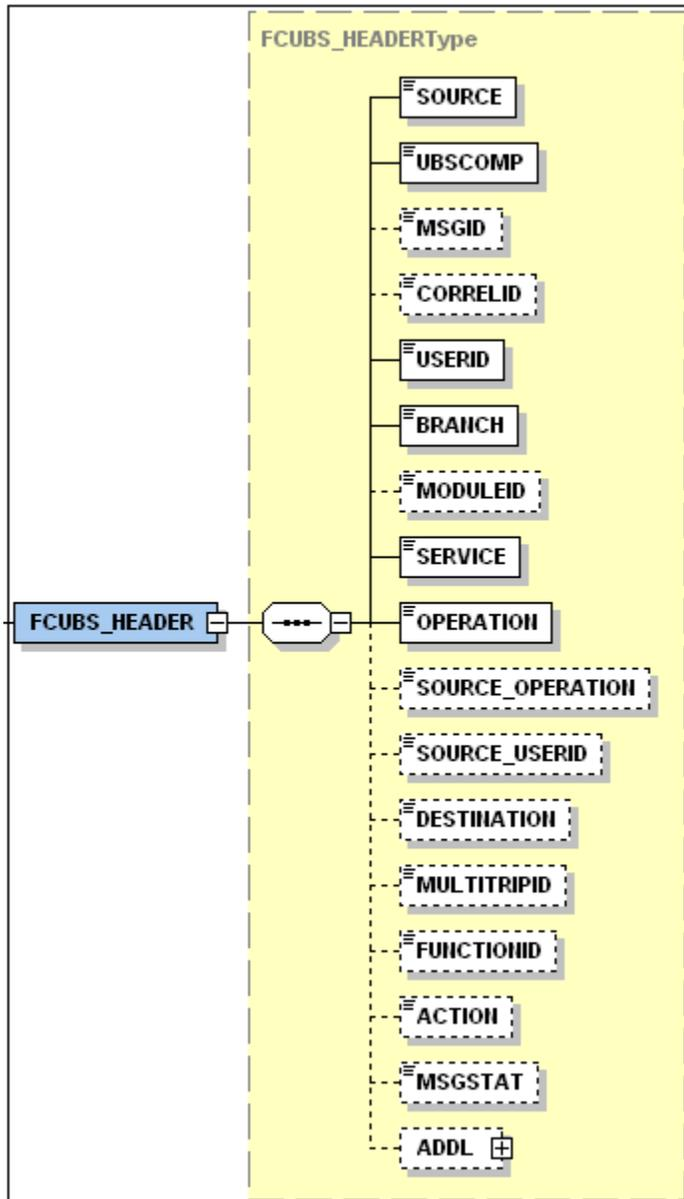 FCUBS_HEADERType
SOURCE
UBSCOMP
MSGID
CORRELID
USERID
BRANCH
MODULEID
SERVICE
FCUBS_HEADER
OPERATION
SOURCE_OPERATION
SOURCE_USERID
DESTINATION
MULTITRIPID
FUNCTIONID
ACTION
MSGSTAT
ADDL